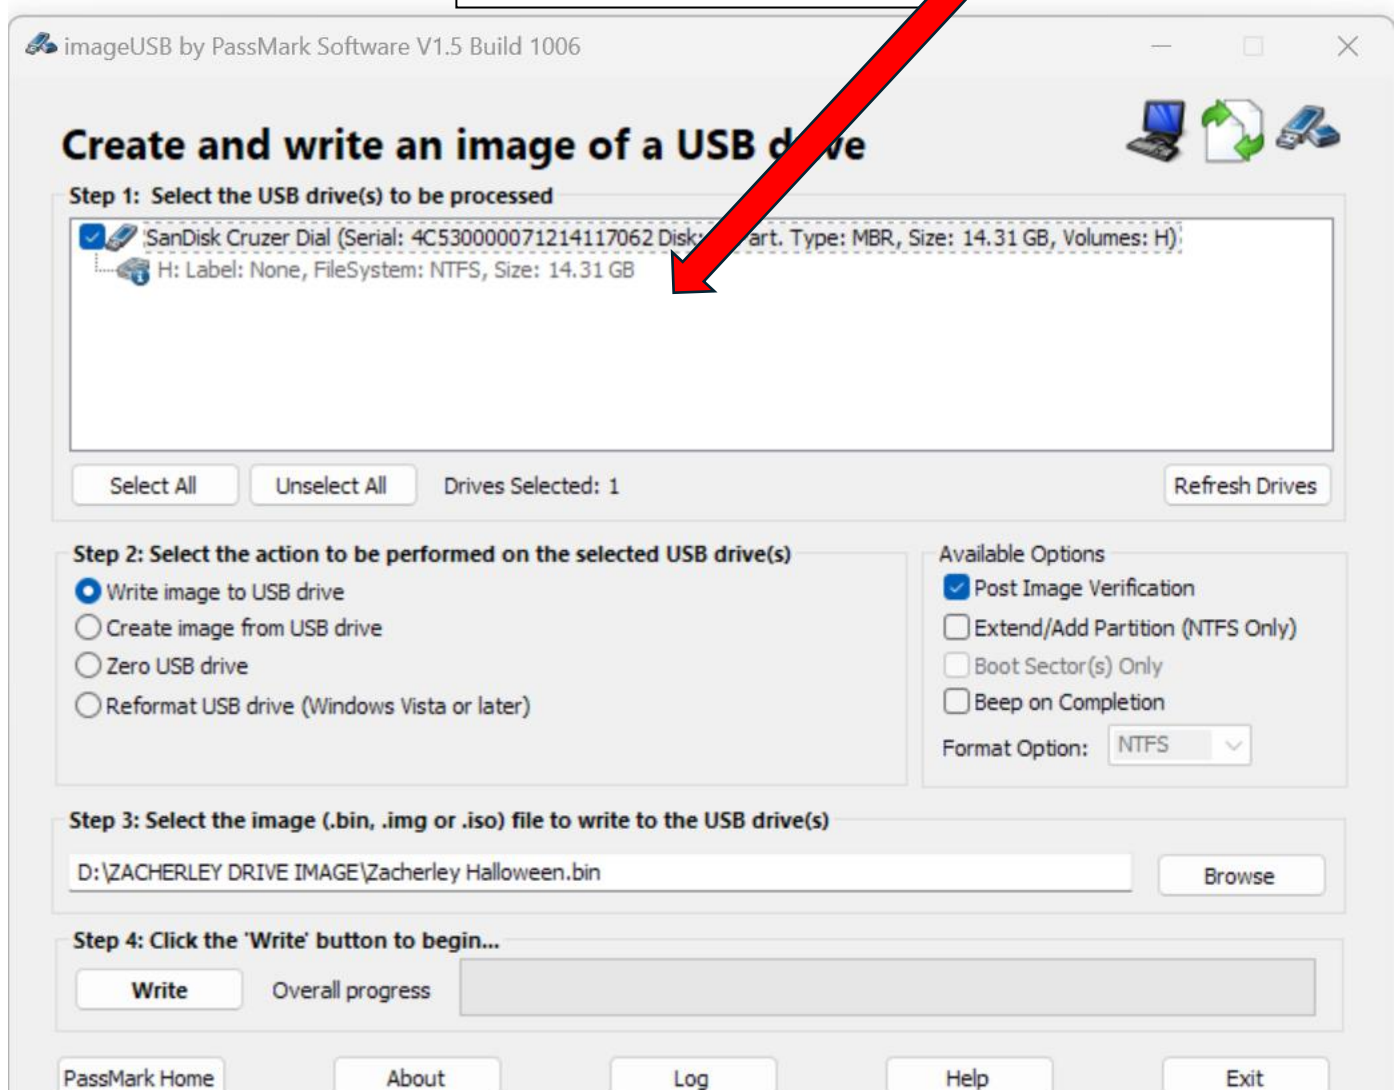 imageUSB by PassMark Software V1.5 Build 1006
Create and write an image of a USB
Step 1: Select the USB drive(s) to be processed
SanDisk Cruzer Dial (Serial: 4C530000071214117062 Disk: Part. Type: MBR, Size: 14.31 GB, Volumes: H)
H: Label: None, FileSystem: NTFS, Size: 14.31 GB
Select All Unselect All Drives Selected: 1 Refresh Drives
Step 2: Select the action to be performed on the selected USB drive(s) Available Options
Write image to USB drive Post Image Verification
Create image from USB drive Extend/Add Partition (NTFS Only)
Zero USB drive Boot Sector(s) Only
Reformat USB drive (Windows Vista or later) Beep on Completion
Format Option: NTFS
Step 3: Select the image (.bin, .img or .iso) file to write to the USB drive(s)
D:\ZACHERLEY DRIVE IMAGE\Zacherley Halloween.bin Browse
Step 4: Click the 'Write' button to begin...
Write Overall progress
PassMark Home About Log Help Exit